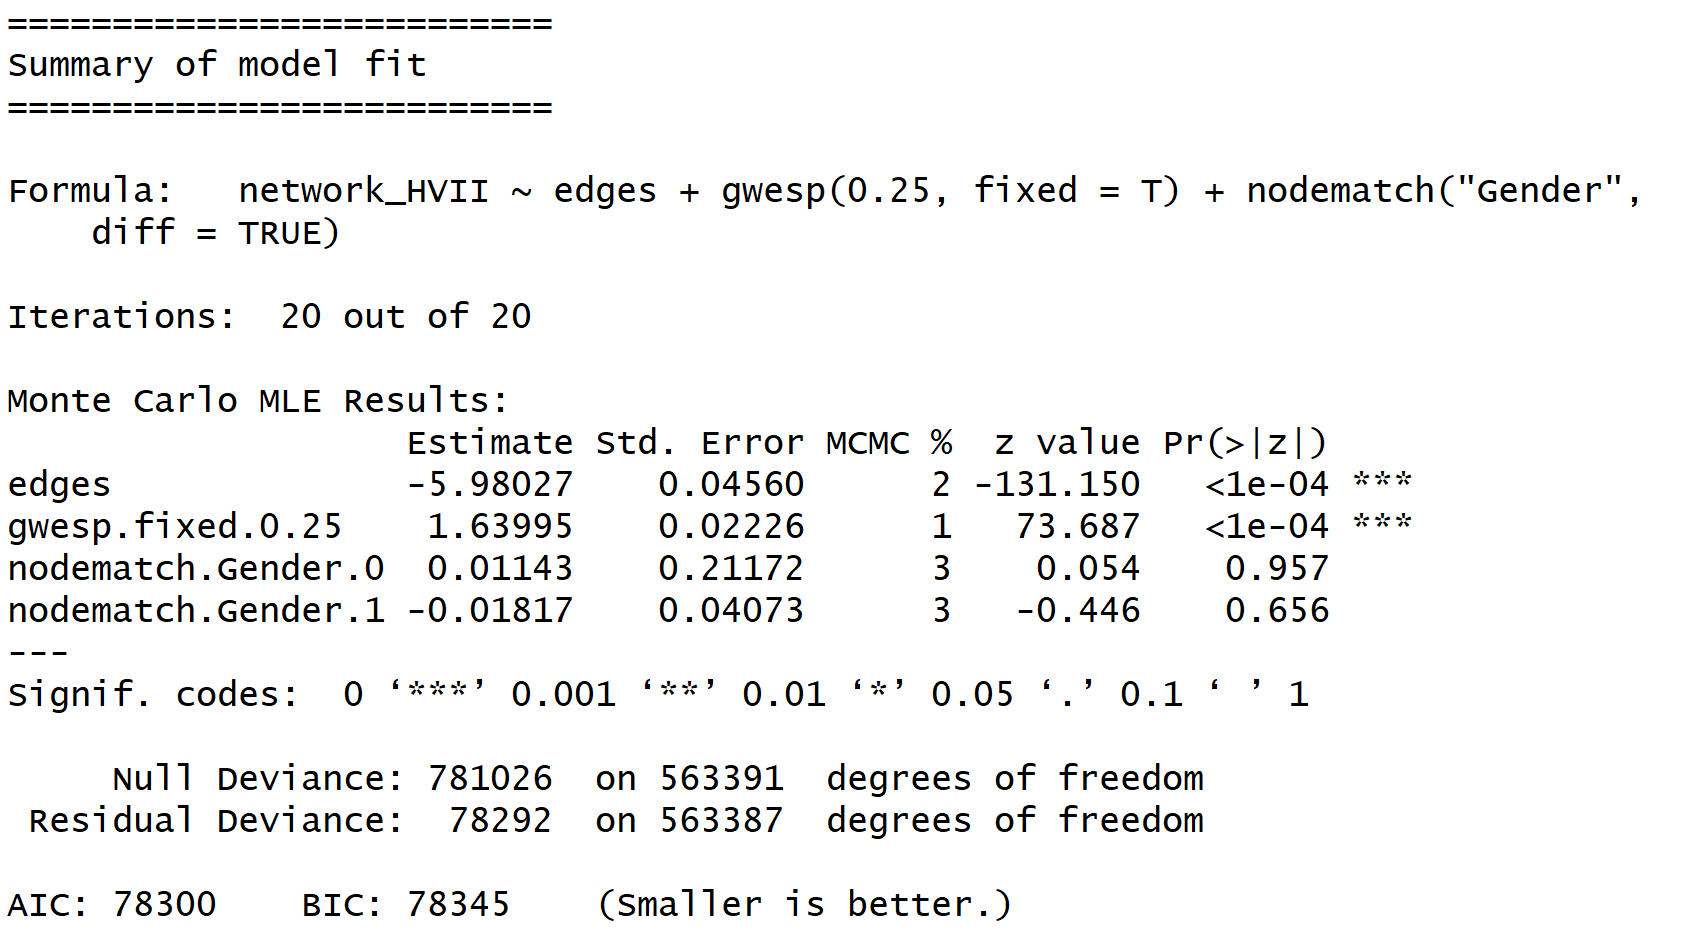 ==========================
Summary of model fit
==========================
Formula:   network_HVII ~ edges + gwesp(0.25, fixed = T) + nodematch("Gender",
    diff = TRUE)
Iterations:  20 out of 20
Monte Carlo MLE Results:
                   Estimate Std. Error MCMC %  z value Pr(>|z|)
edges              -5.98027    0.04560      2 -131.150   <1e-04 ***
gwesp.fixed.0.25    1.63995    0.02226      1   73.687   <1e-04 ***
nodematch.Gender.0  0.01143    0.21172      3    0.054    0.957
nodematch.Gender.1 -0.01817    0.04073      3   -0.446    0.656
---
Signif. codes:  0 ‘***’ 0.001 ‘**’ 0.01 ‘*’ 0.05 ‘.’ 0.1 ‘ ’ 1
     Null Deviance: 781026  on 563391  degrees of freedom
 Residual Deviance:  78292  on 563387  degrees of freedom
AIC: 78300    BIC: 78345    (Smaller is better.)